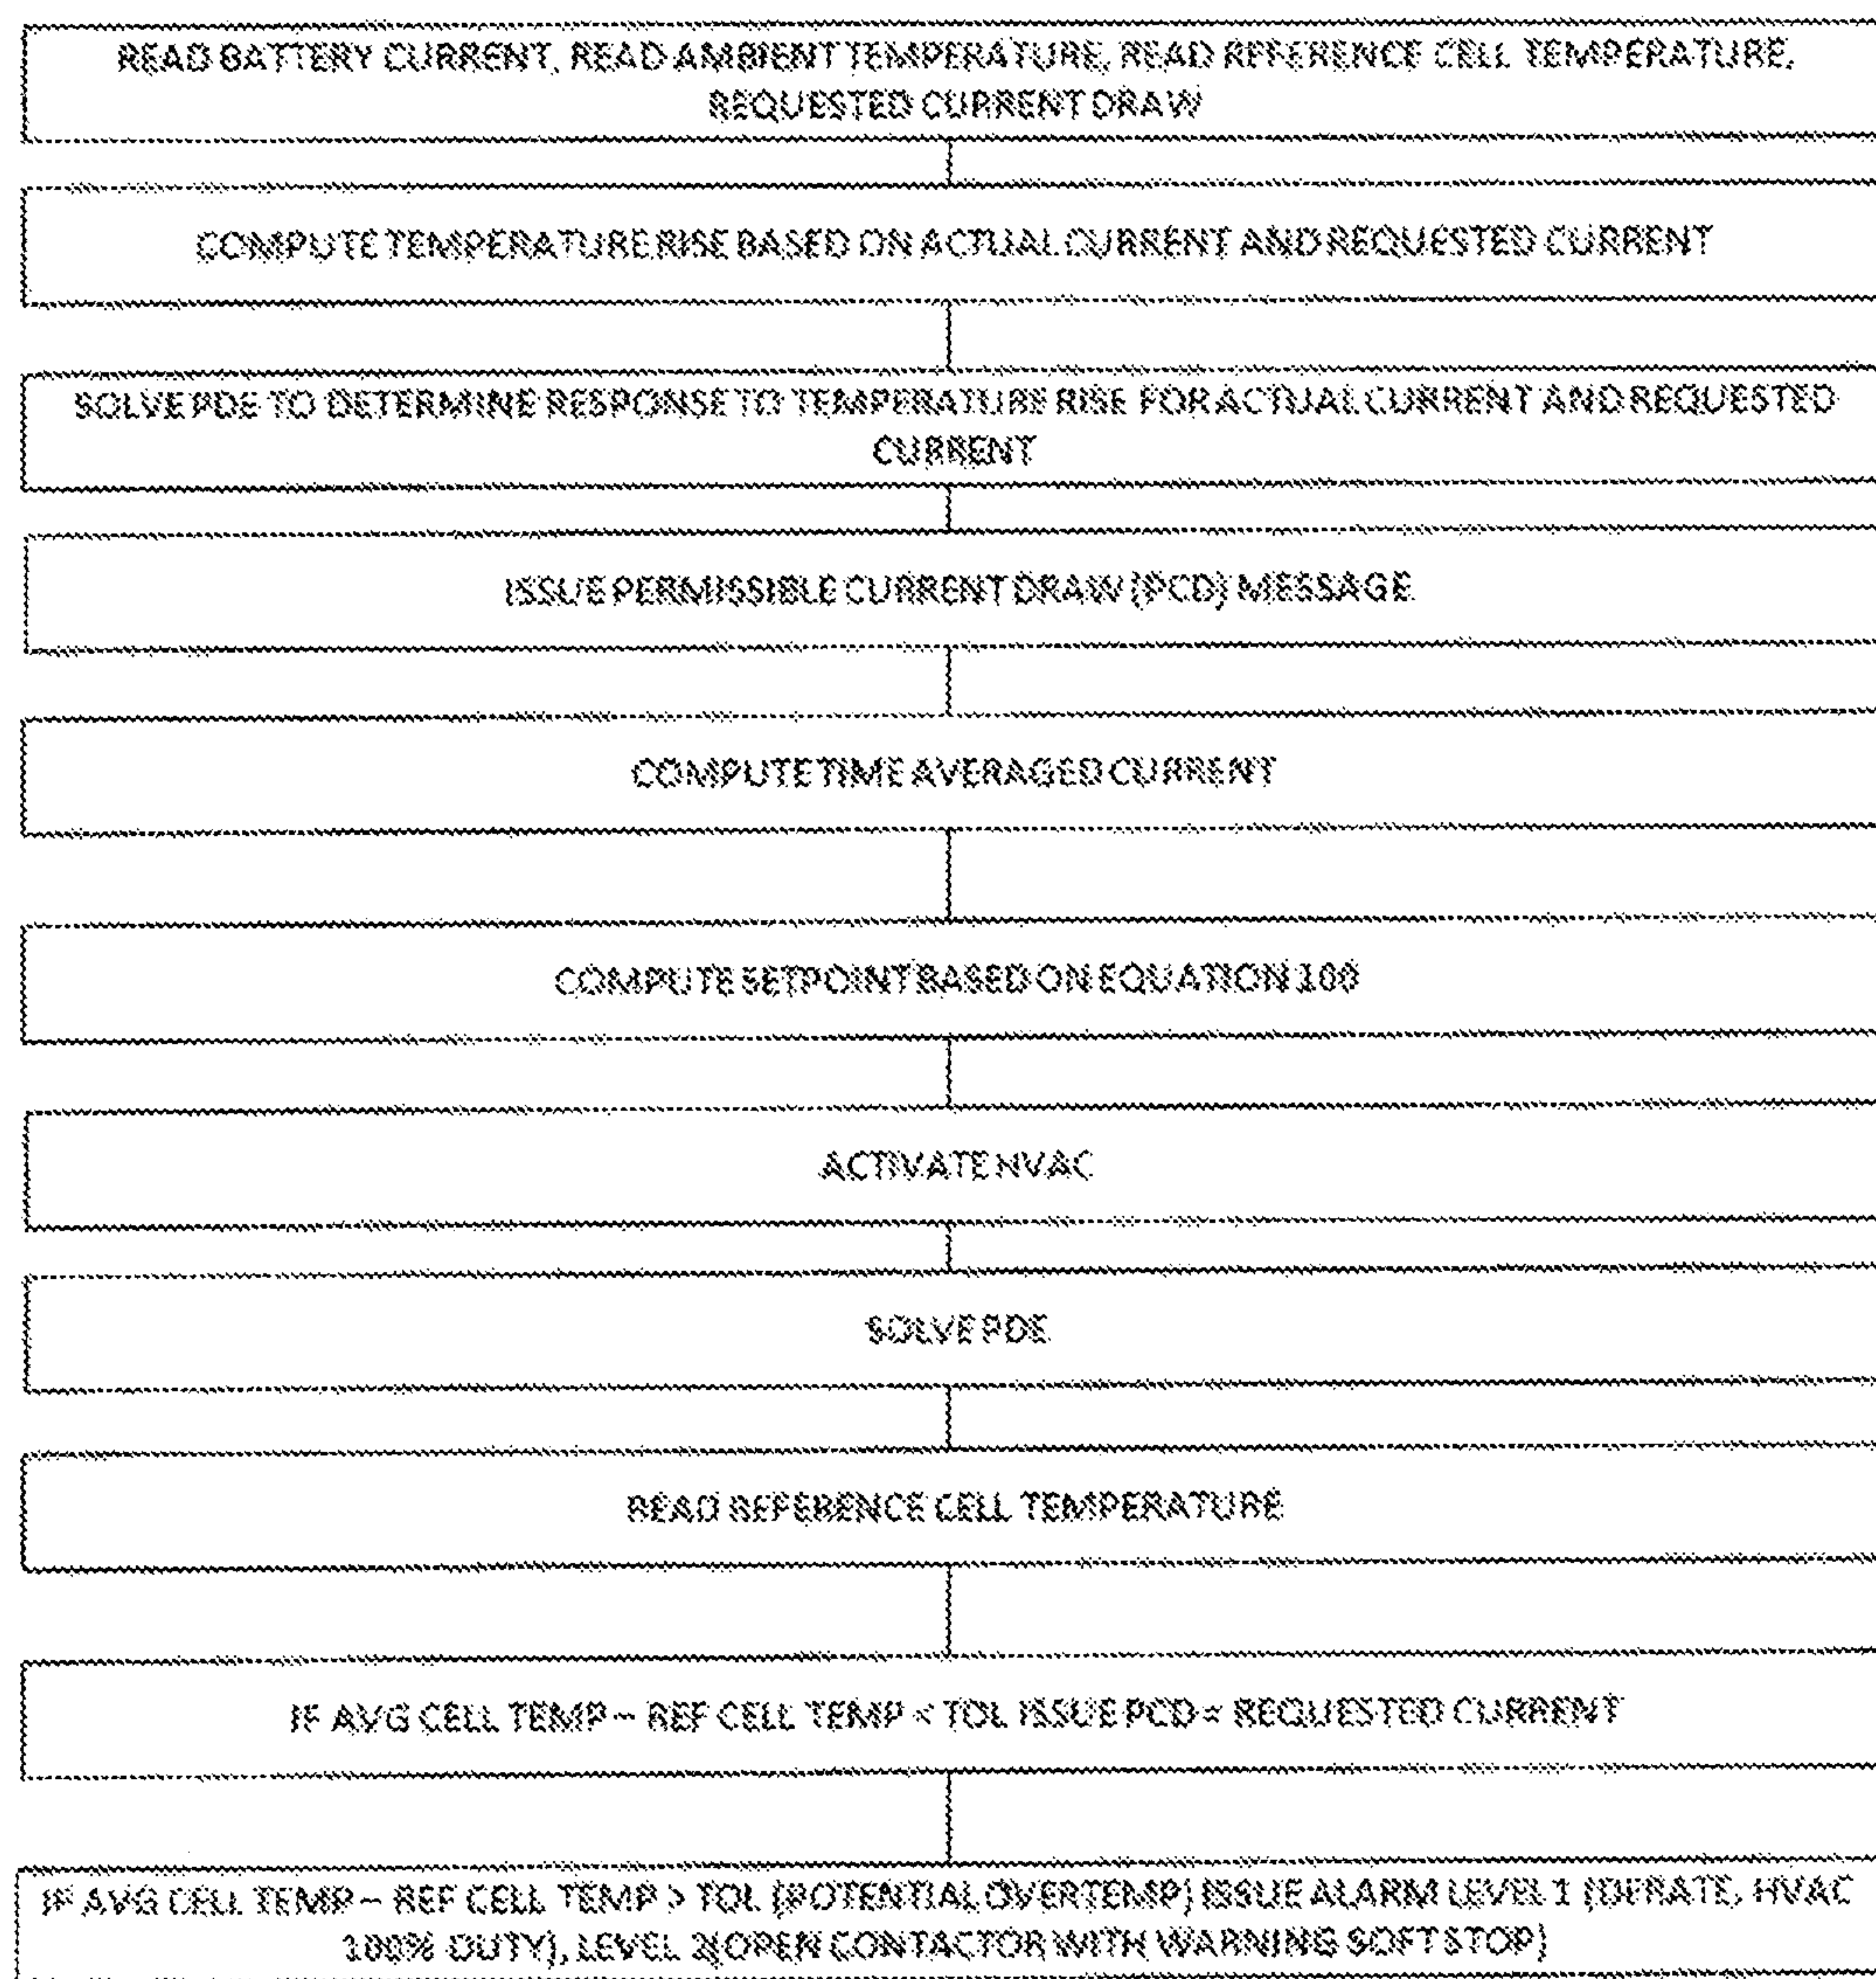 READ BATTERY CURRENT, READ AMBIENT TEMPERATURE, READ REFERENCE CELL TEMPERATURE,
REQUESTED CURRENT DRAW
COMPUTE TEMPERATURE RISE BASED ON ACTUAL CURRENT AND REQUESTED CURRENT
SOLVE PDE TO DETERMINE RESPONSE TO TEMPERATURE RISE FOR ACTUAL CURRENT AND REQUESTED
CURRENT
ISSUE PERMISSIBLE CURRENT DRAW (PCD) MESSAGE
COMPUTE TIME AVERAGED CURRENT
COMPUTE SETPOINT BASED ON EQUATION 100
ACTIVATE HVAC
SOLVE PDE
READ REFERENCE CELL TEMPERATURE
IF AVG CELL TEMP – REF CELL TEMP < TOL ISSUE PCD = REQUESTED CURRENT
IF AVG CELL TEMP – REF CELL TEMP > TOL (POTENTIAL OVERTEMP) ISSUE ALARM LEVEL 1 (DERATE, HVAC
100% DUTY), LEVEL 2(OPEN CONTACTOR WITH WARNING SOFT STOP)